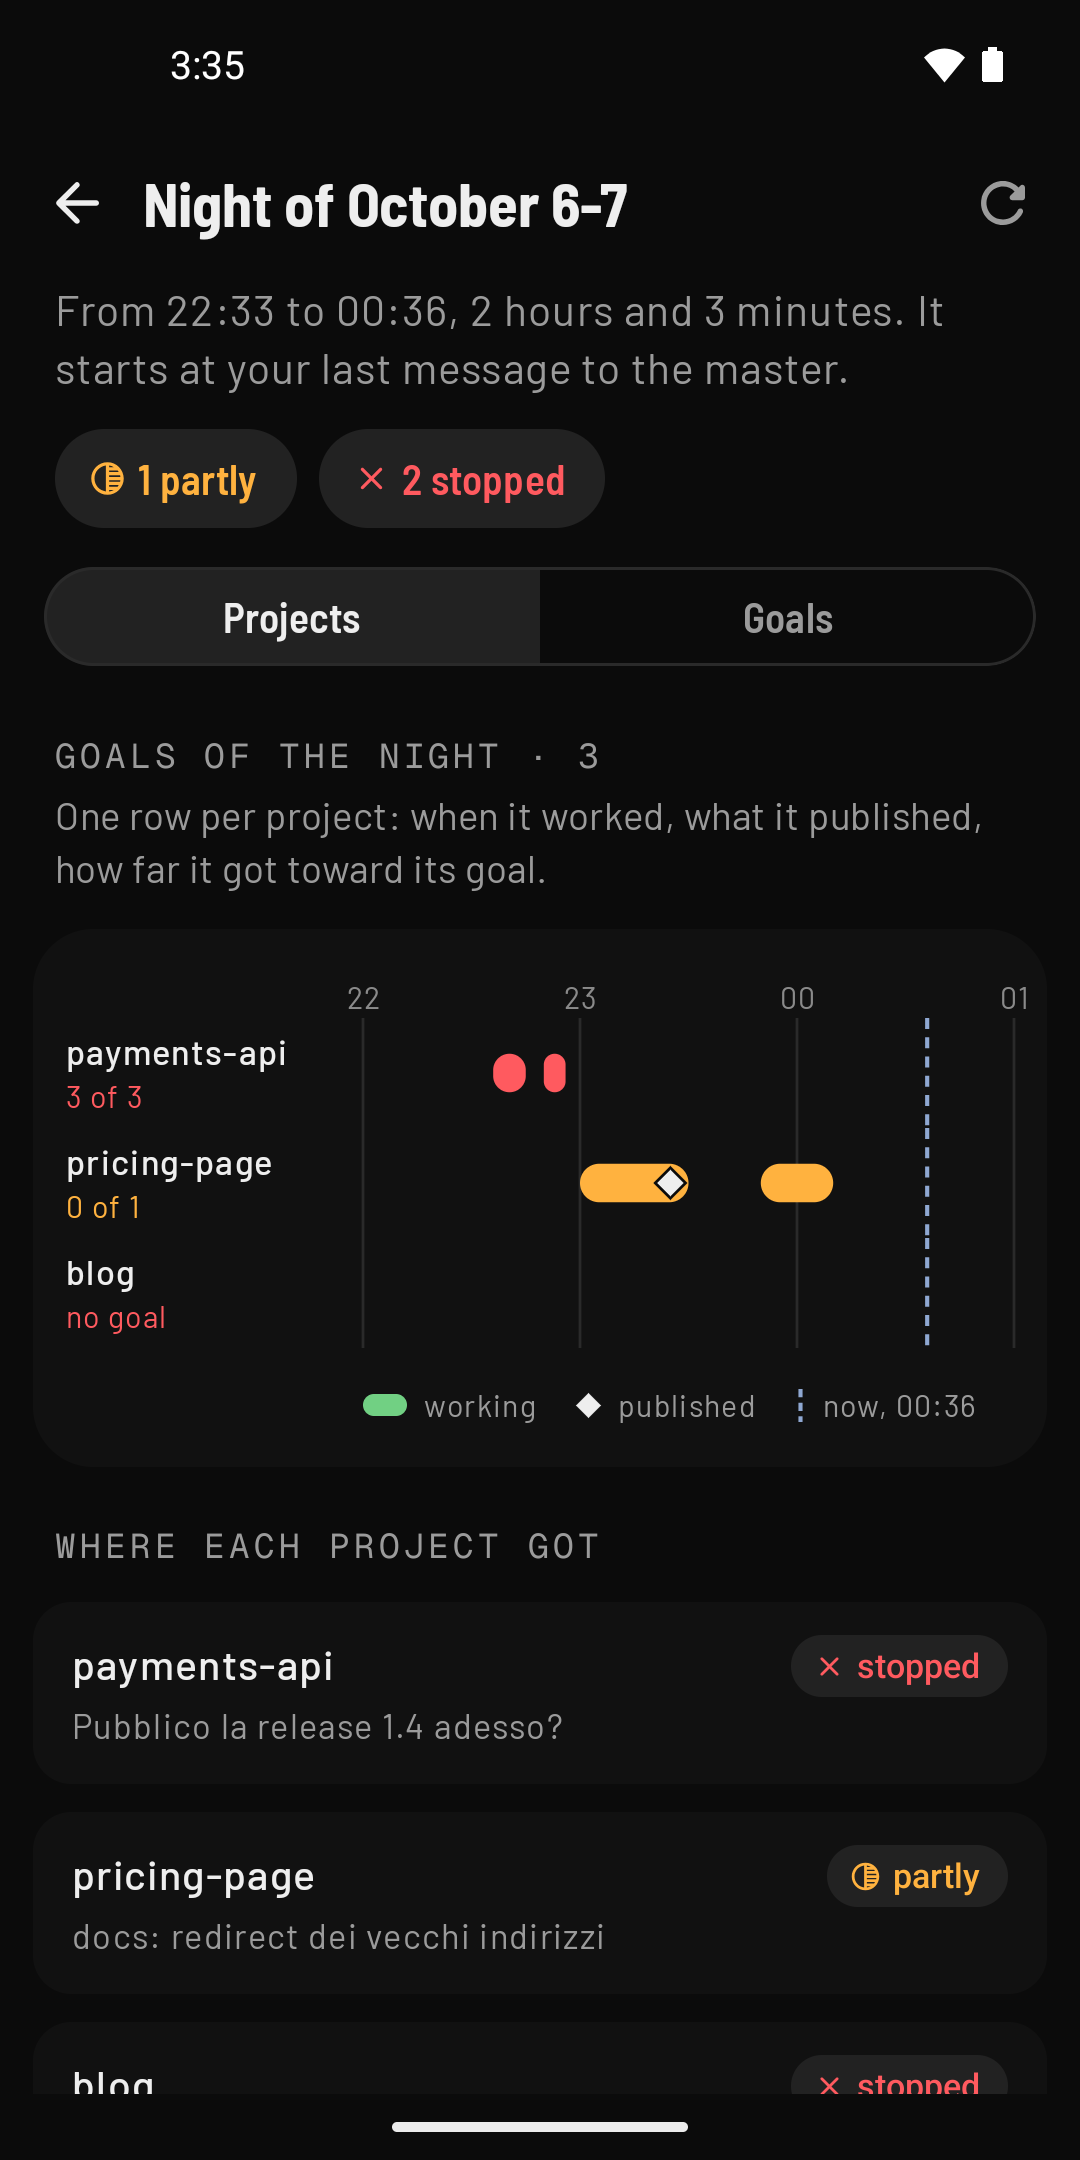 3:35
Night of October 6-7
From 22:33 to 00:36, 2 hours and 3 minutes. It
starts at your last message to the master.
1 partly
2 stopped
Projects
Goals
GOALS OF THE NIGHT · 3
One row per project: when it worked, what it published,
how far it got toward its goal.
22 23 00 01
payments-api
3 of 3
pricing-page
0 of 1
blog
no goal
working published now, 00:36
WHERE EACH PROJECT GOT
payments-api
stopped
Pubblico la release 1.4 adesso?
pricing-page
partly
docs: redirect dei vecchi indirizzi
blog
stopped